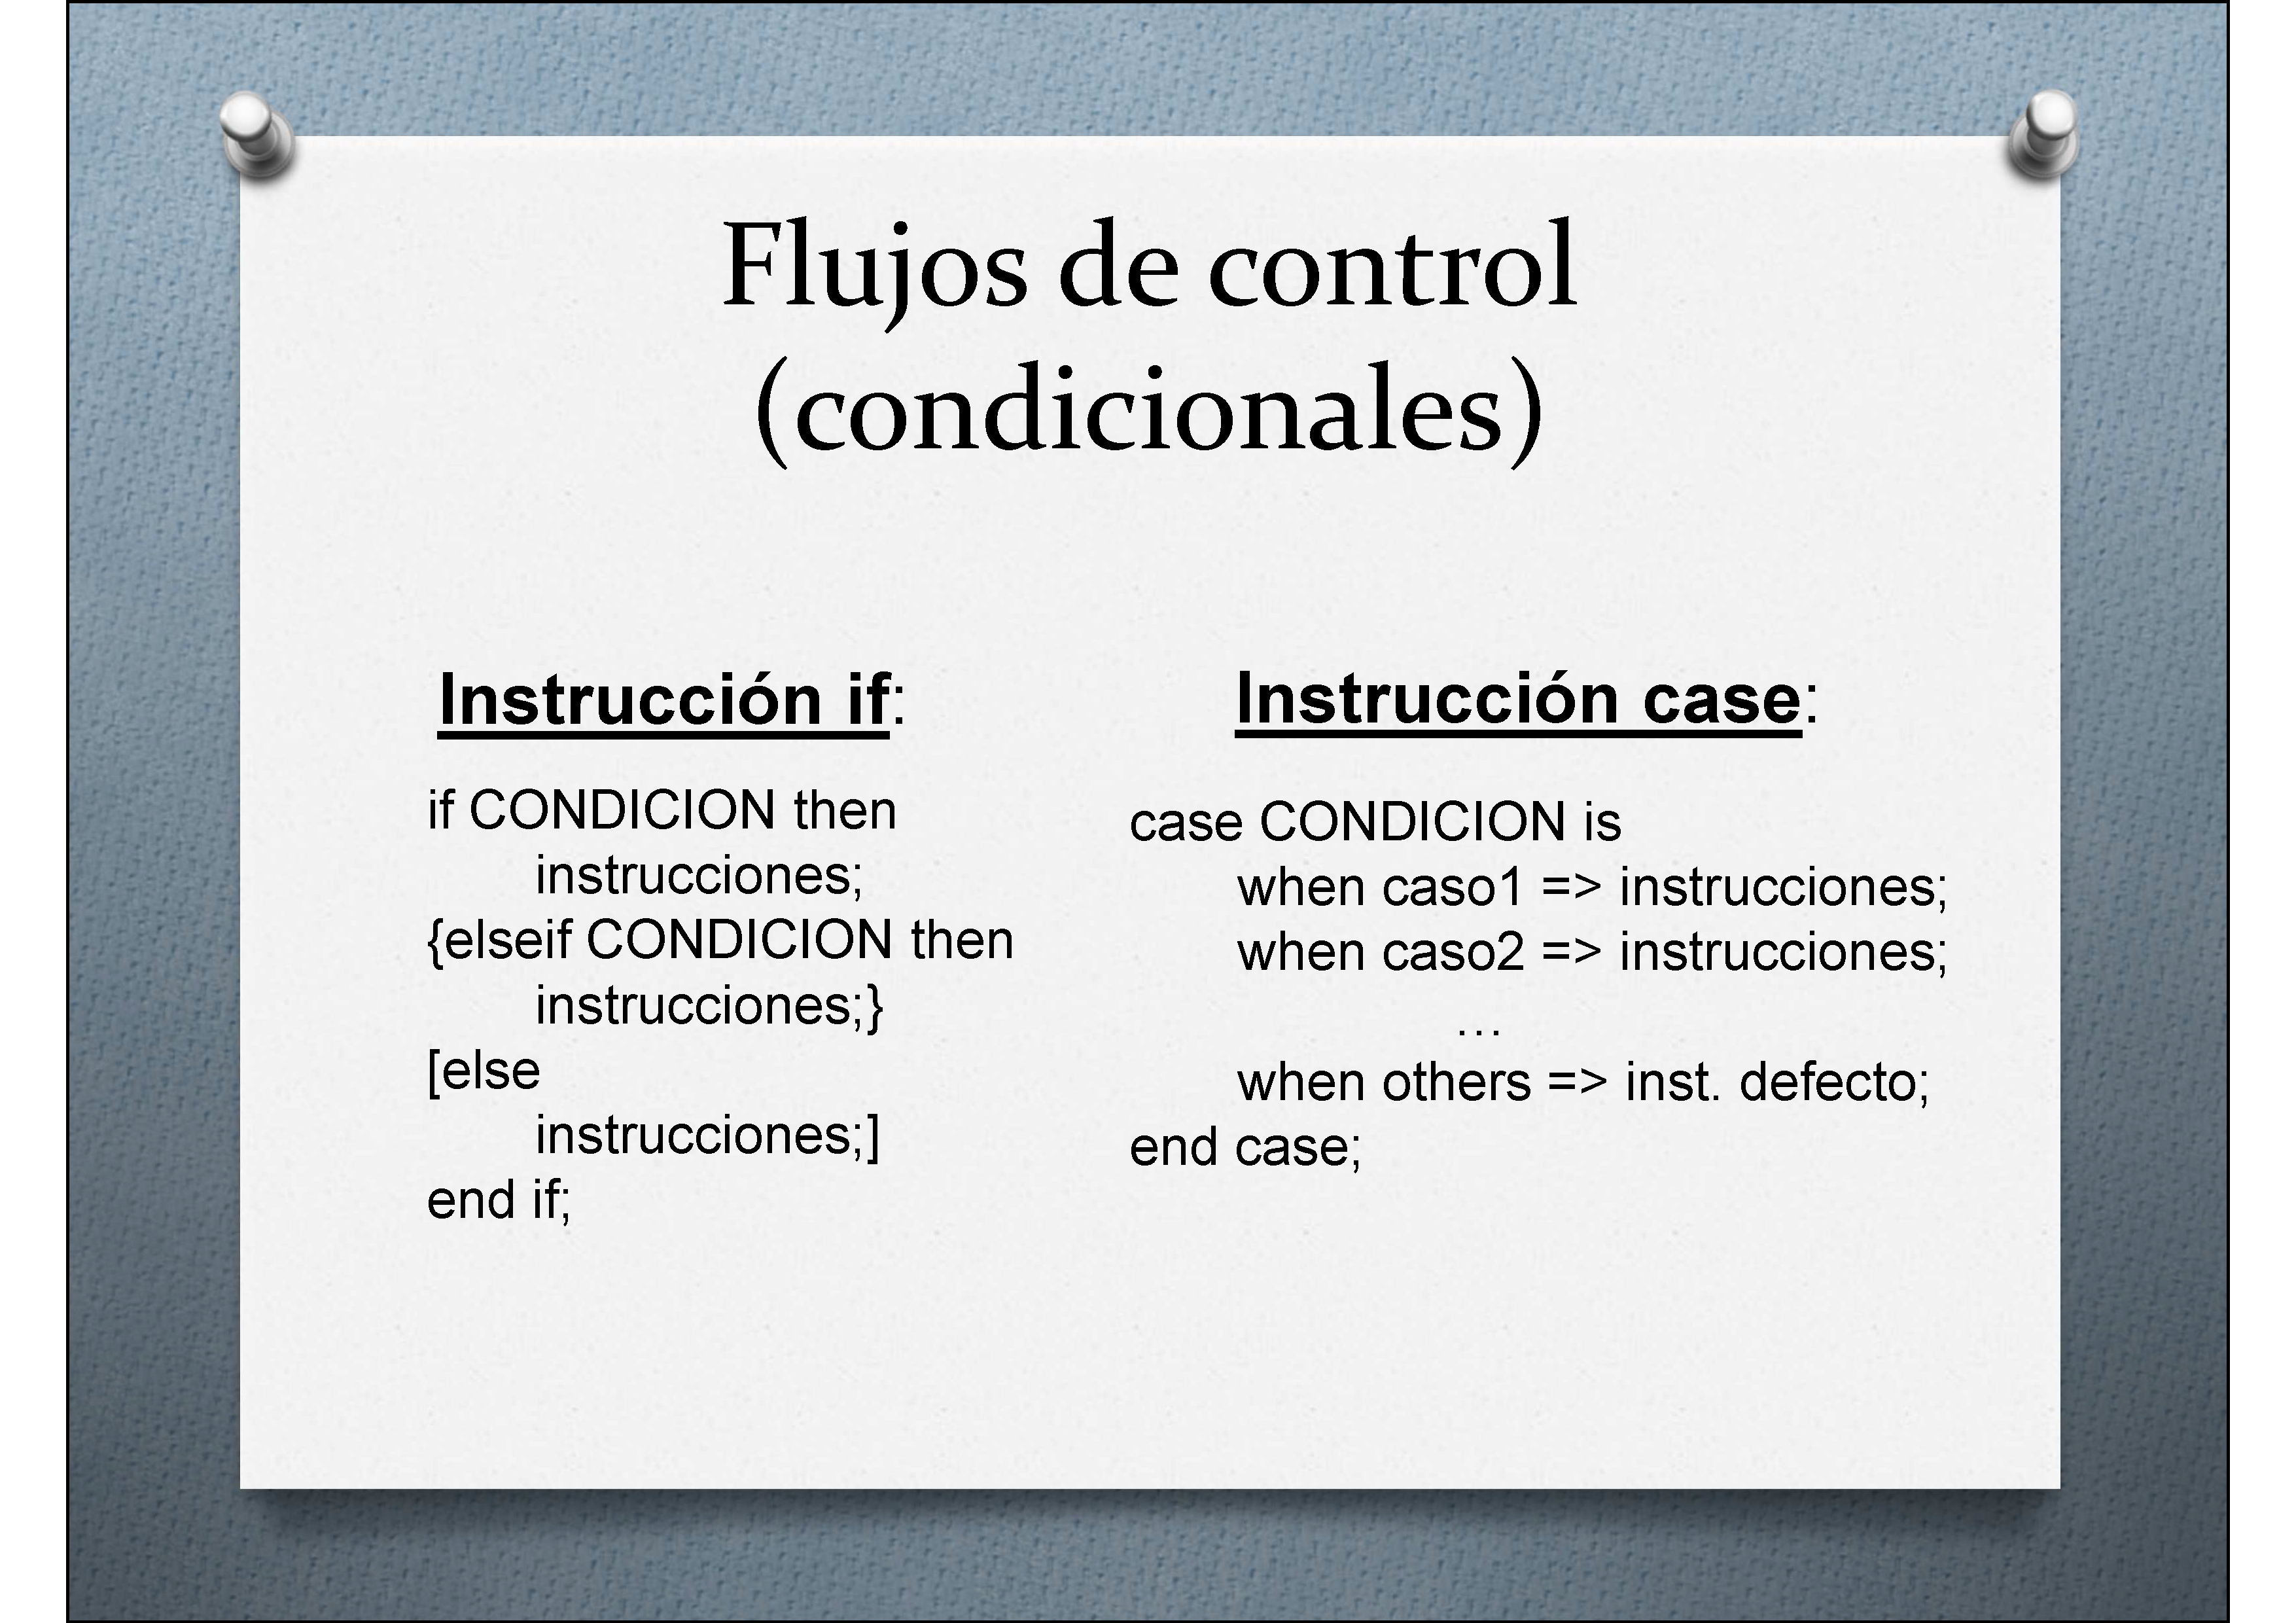 Flujos de control
(condicionales)
Instrucción if:
if CONDICION then
instrucciones;
{elseif CONDICION then
instrucciones;}
[else
instrucciones;]
end if;
Instrucción case:
case CONDICION is
when caso1 => instrucciones;
when caso2 => instrucciones;
…
when others => inst. defecto;
end case;